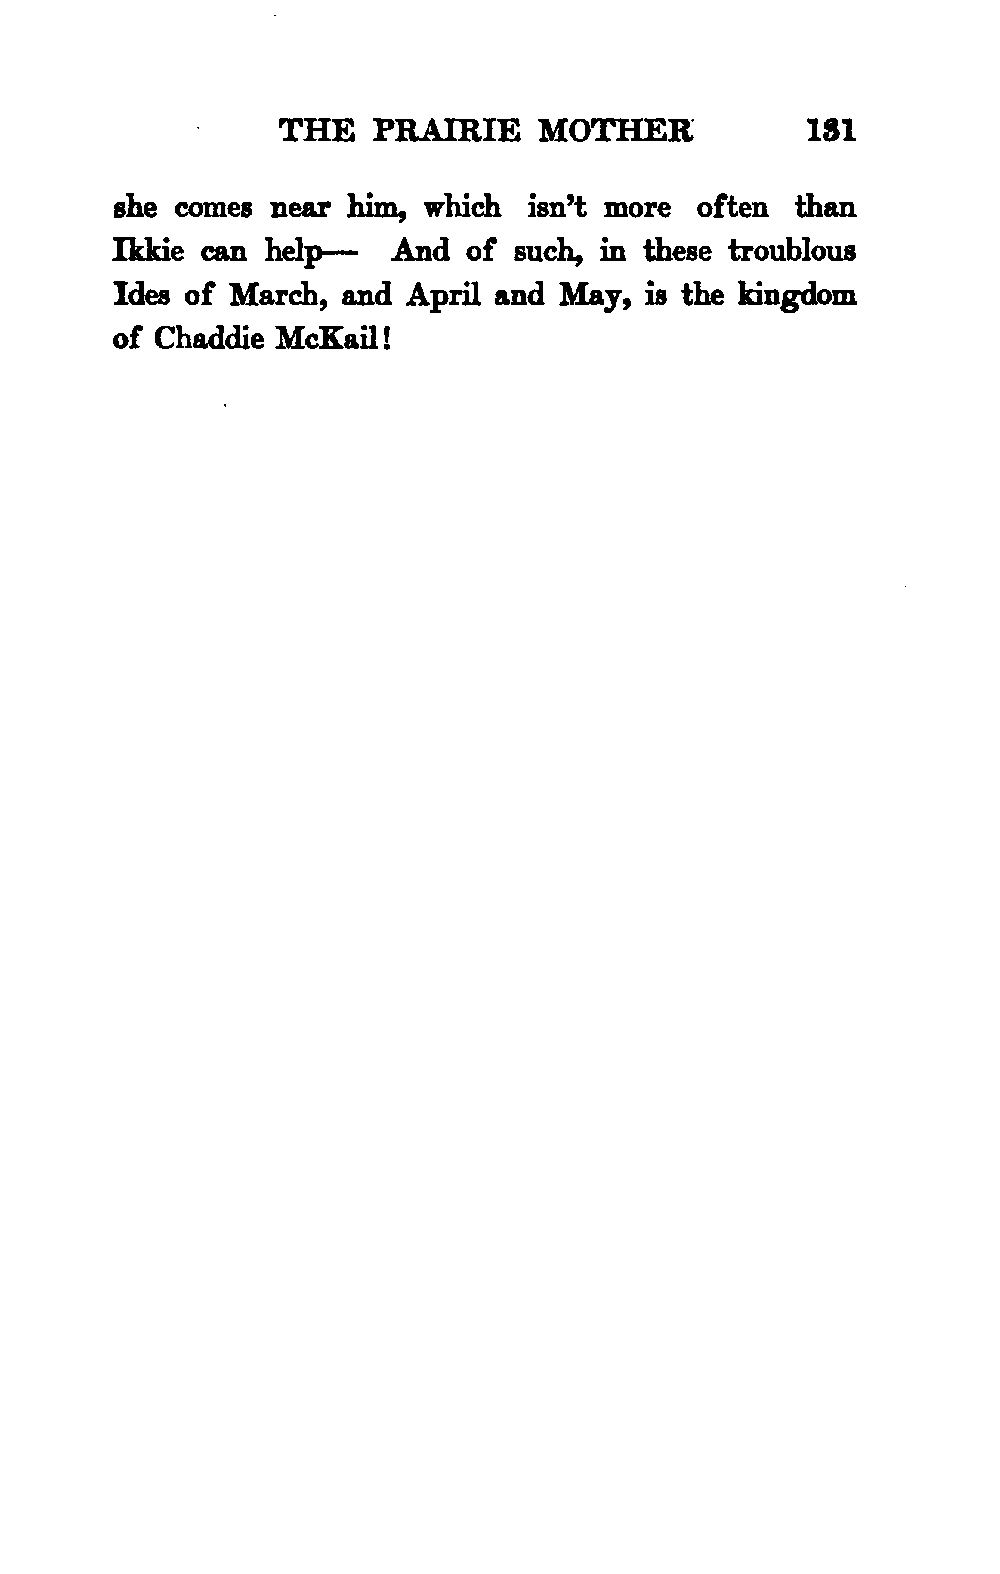 THE PRAIRIE MOTHER 131
she comes near him, which isn't more often than
Ikkie can help— And of such, in these troublous
Ides of March, and April and May, is the kingdom
of Chaddie McKail!